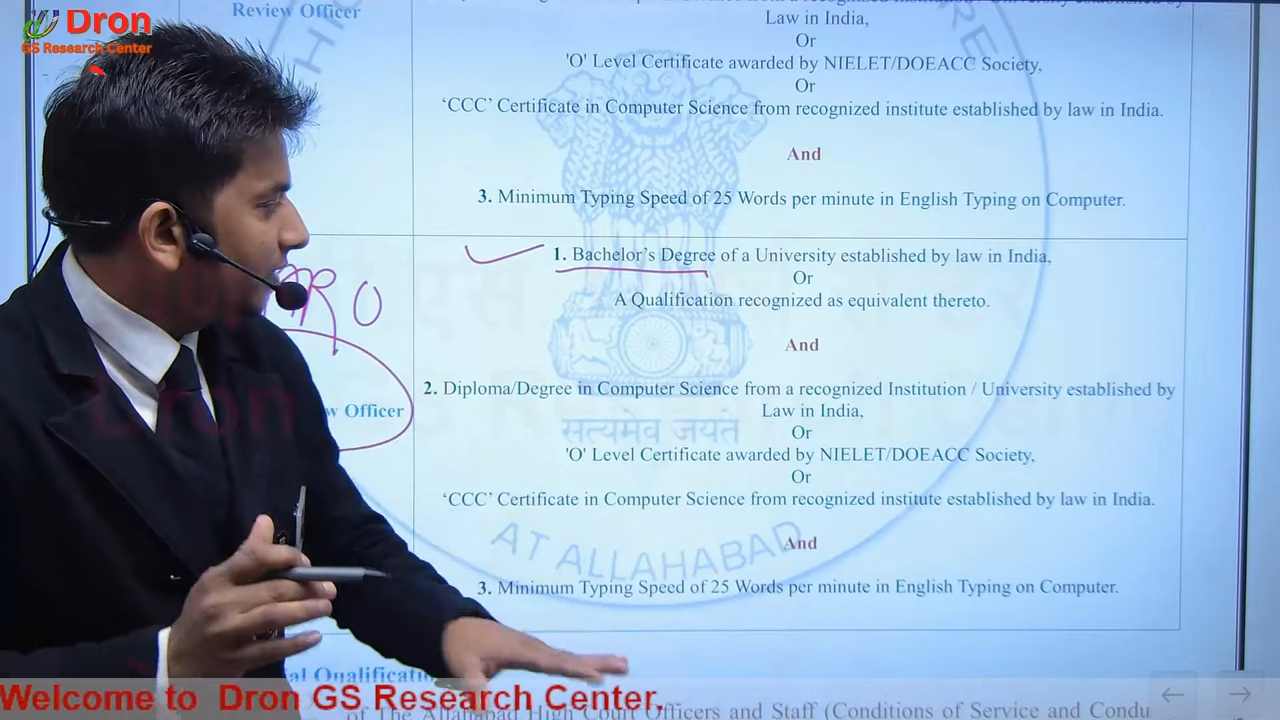 Dron
GS Research Center
Review Officer
Law in India,
Or
'O' Level Certificate awarded by NIELET/DOEACC Society,
Or
‘CCC’ Certificate in Computer Science from recognized institute established by law in India.
And
3. Minimum Typing Speed of 25 Words per minute in English Typing on Computer.
1. Bachelor’s Degree of a University established by law in India,
Or
A Qualification recognized as equivalent thereto.
And
2. Diploma/Degree in Computer Science from a recognized Institution / University established by
Law in India,
Or
'O' Level Certificate awarded by NIELET/DOEACC Society,
Or
‘CCC’ Certificate in Computer Science from recognized institute established by law in India.
And
3. Minimum Typing Speed of 25 Words per minute in English Typing on Computer.
RO
Officer
सत्यमेव जयते
AT ALLAHABAD
Dron
Welcome to Dron GS Research Center.
of The Allahabad High Court Officers and Staff (Conditions of Service and Condu